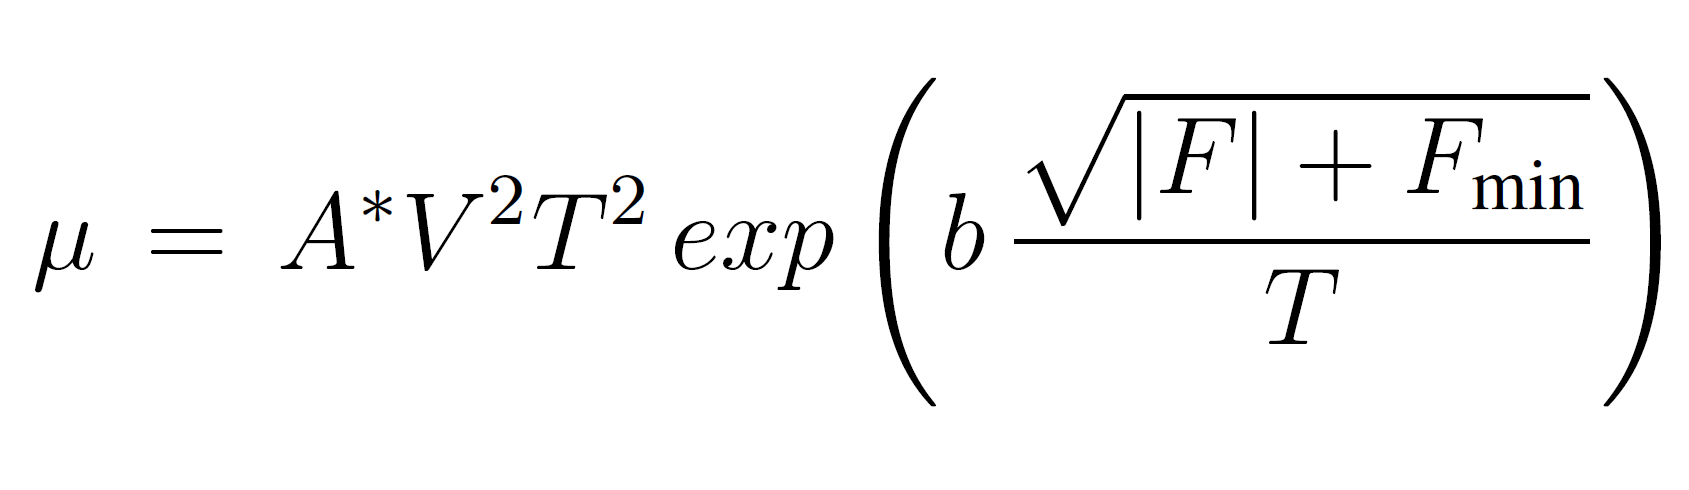 μ = A*V²T² exp(b √(|F| + F_min) / T)